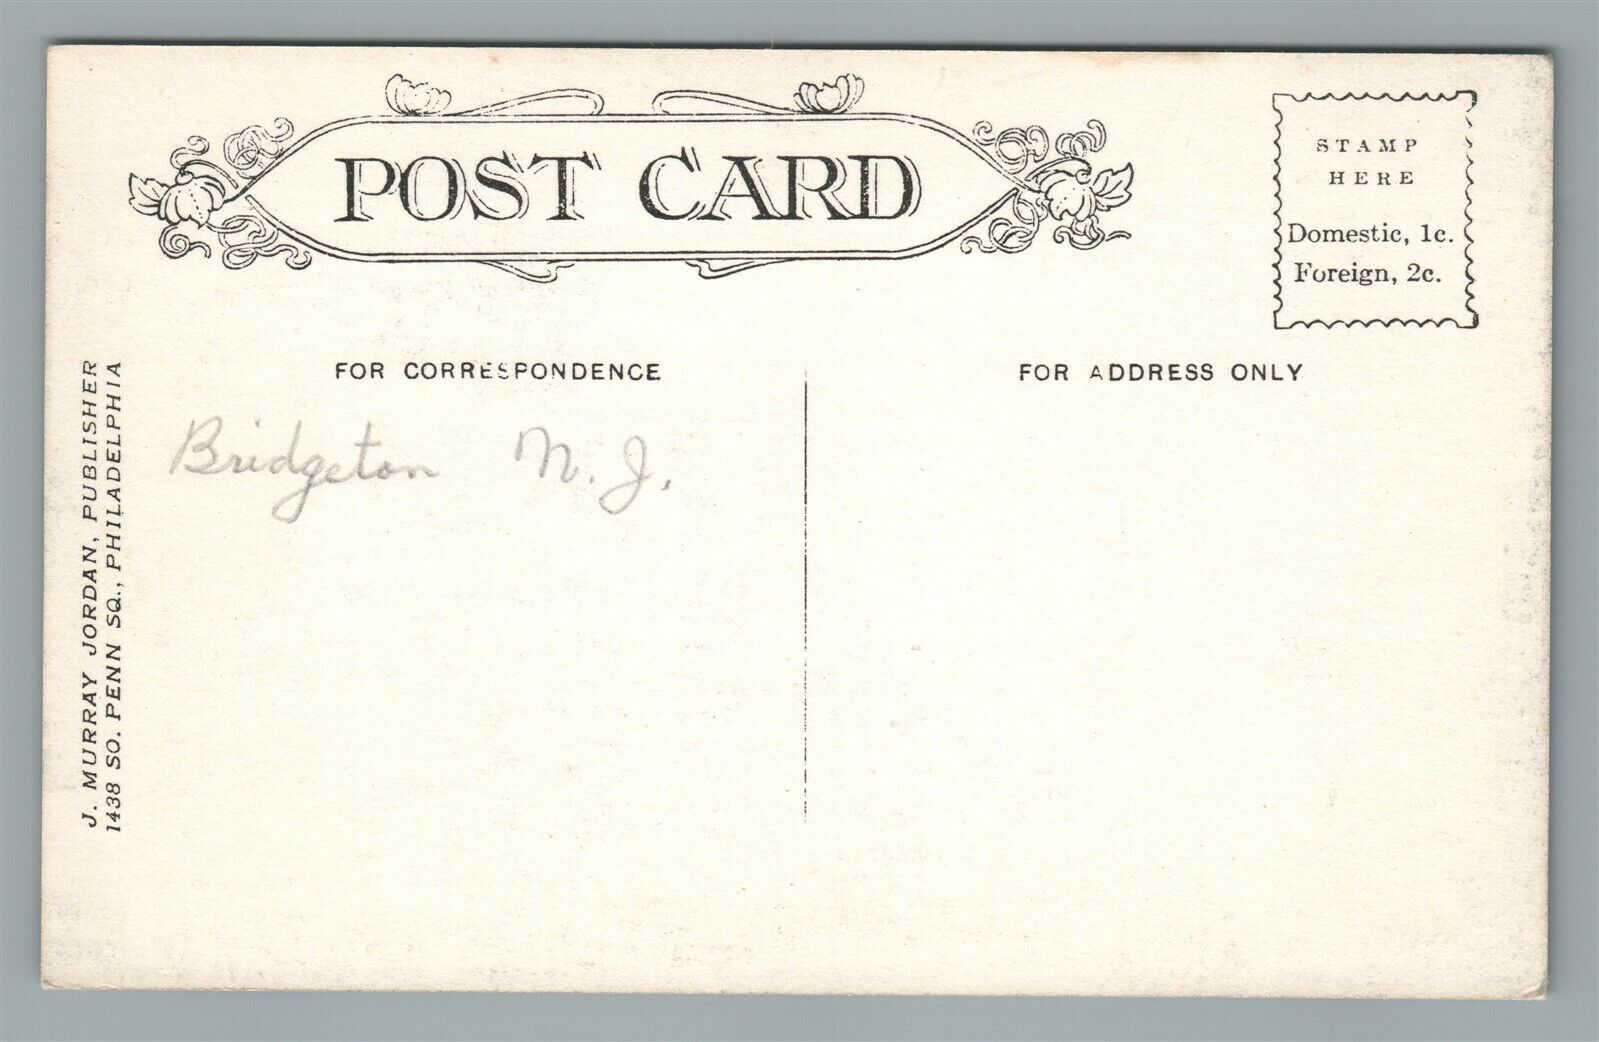 POST CARD
STAMP
HERE
Domestic, 1c.
Foreign, 2c.
FOR CORRESPONDENCE
FOR ADDRESS ONLY
Bridgeton N. J.
J. MURRAY JORDAN, PUBLISHER
1438 SO. PENN SQ., PHILADELPHIA